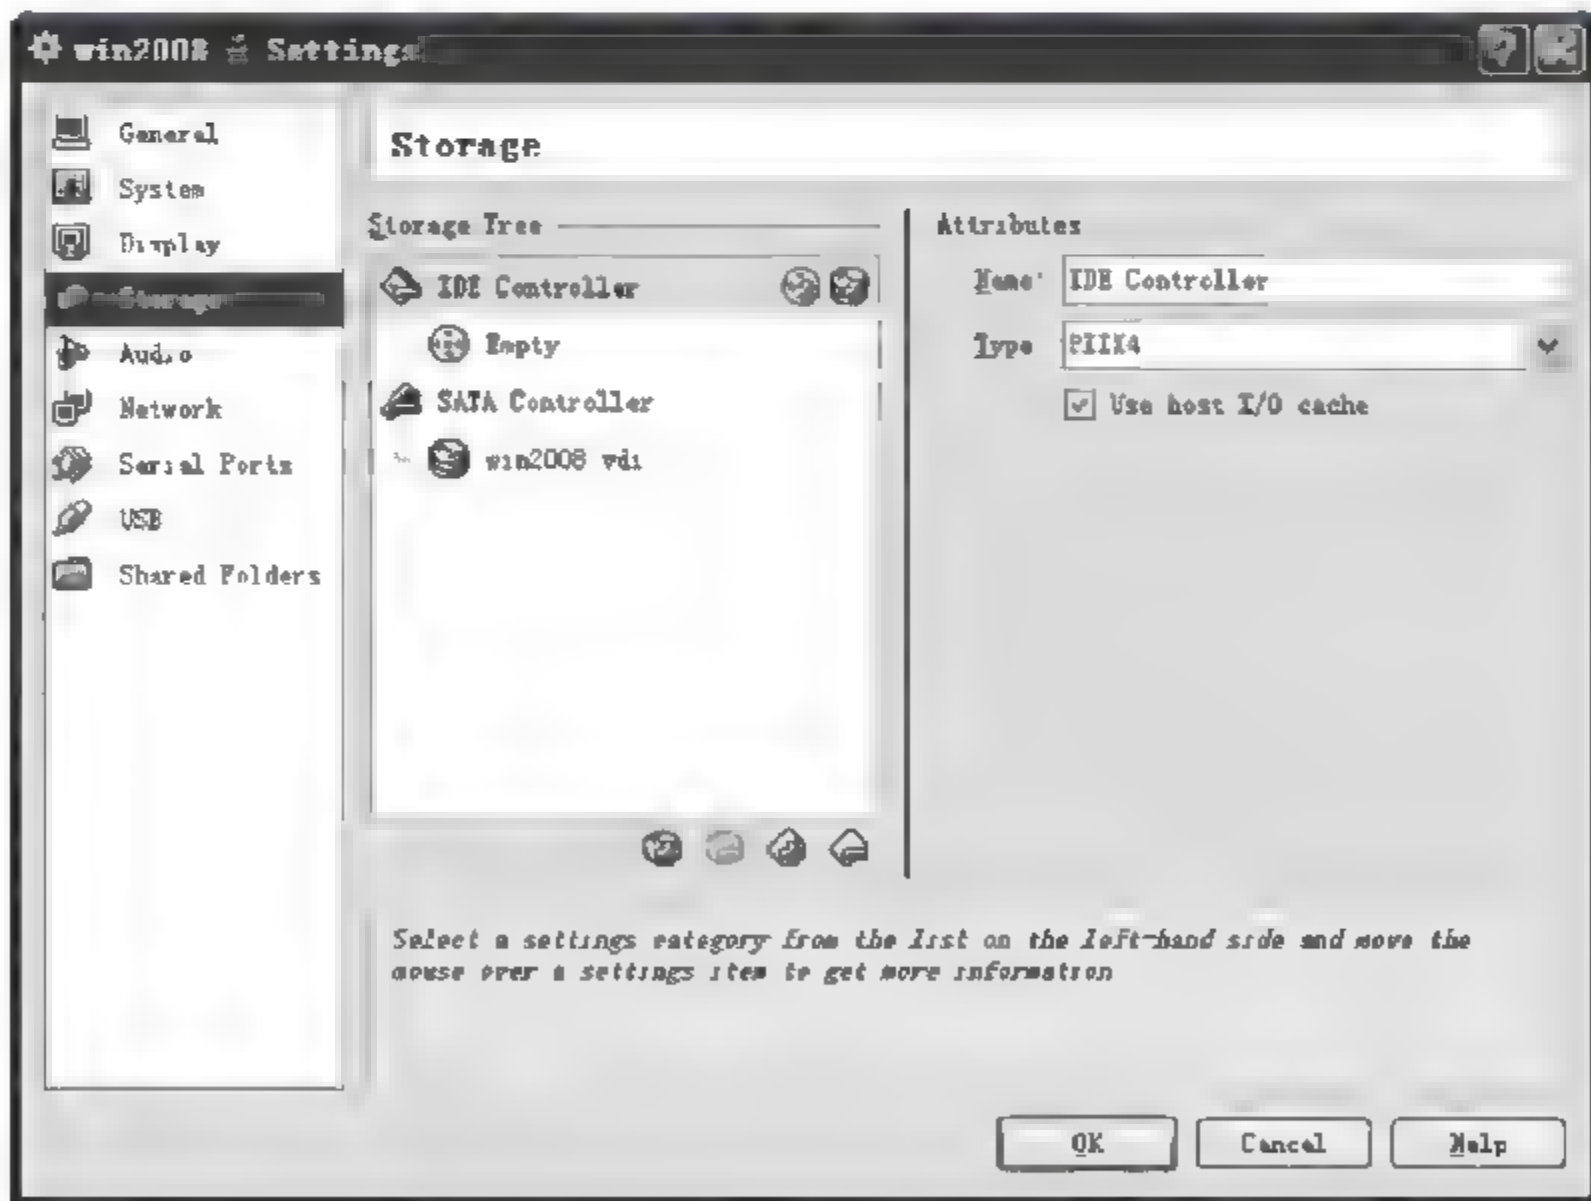 win2008 - Settings
General
System
Display
Storage
Audio
Network
Serial Ports
USB
Shared Folders
Storage
Storage Tree
IDE Controller
Empty
SATA Controller
win2008 vdi
Attributes
Name: IDE Controller
Type PIIX4
Use host I/O cache
Select a settings category from the list on the left-hand side and move the
mouse over a settings item to get more information
OK
Cancel
Help